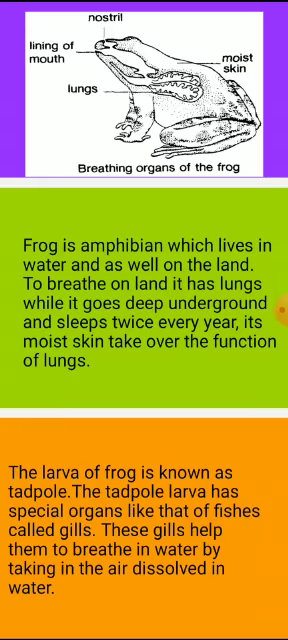 nostril
lining of
mouth
moist
skin
lungs
Breathing organs of the frog
Frog is amphibian which lives in
water and as well on the land.
To breathe on land it has lungs
while it goes deep underground
and sleeps twice every year, its
moist skin take over the function
of lungs.
The larva of frog is known as
tadpole.The tadpole larva has
special organs like that of fishes
called gills. These gills help
them to breathe in water by
taking in the air dissolved in
water.